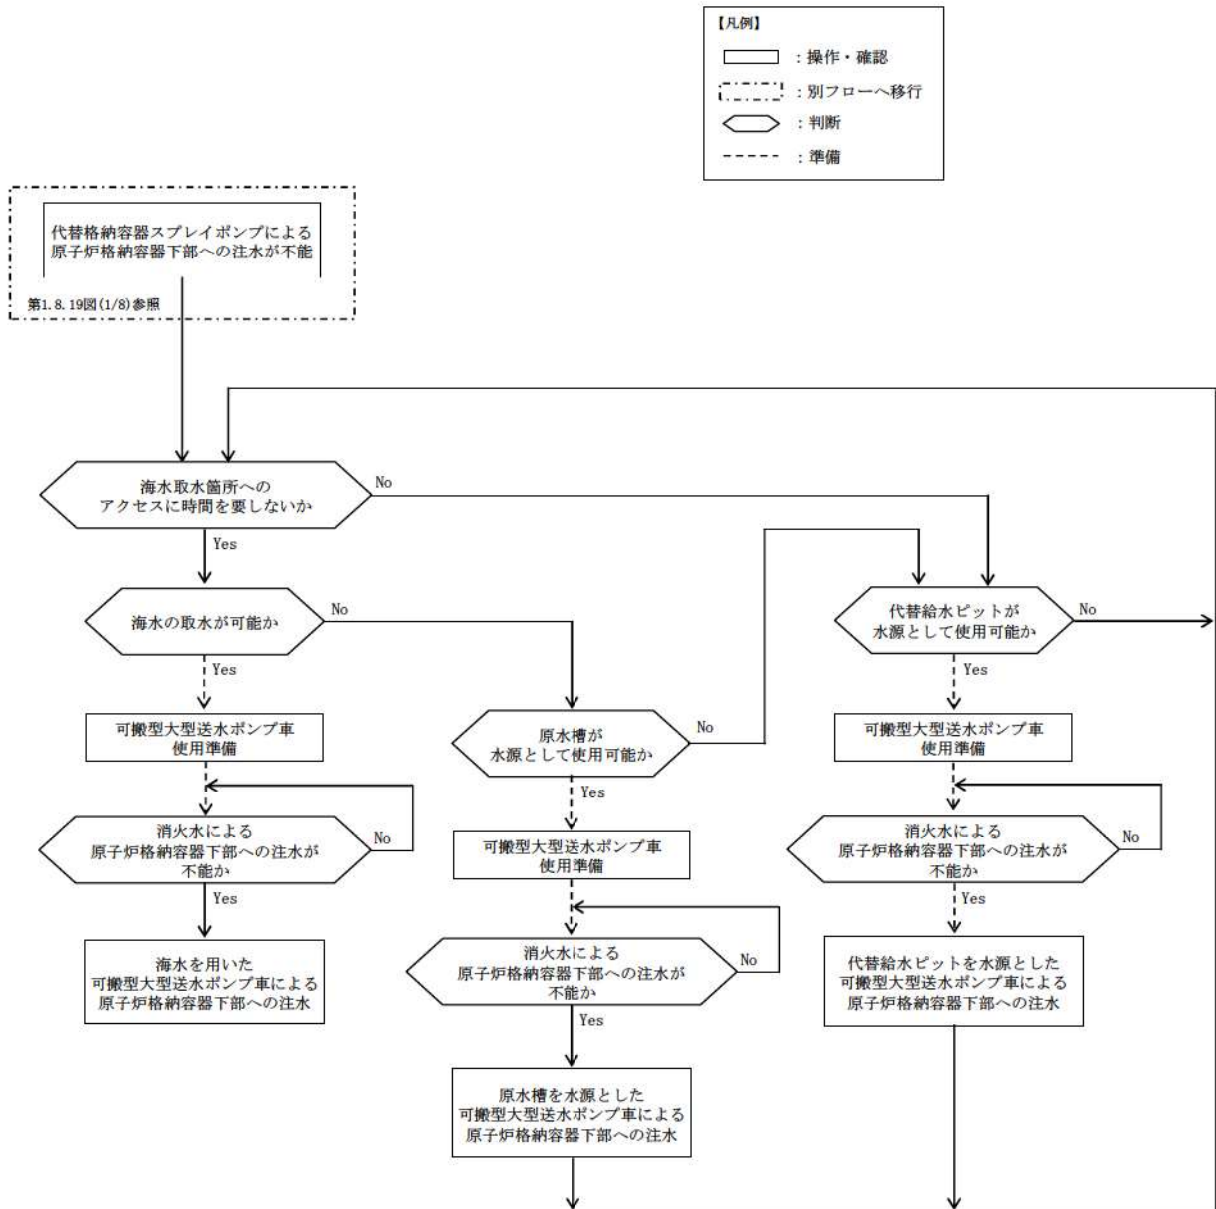 【凡例】
：操作・確認
：別フローへ移行
：判断
：準備
代替格納容器スプレイポンプによる
原子炉格納容器下部への注水が不能
第1.8.19図(1/8)参照
海水取水箇所への
アクセスに時間を要しないか
No
Yes
海水の取水が可能か
No
Yes
可搬型大型送水ポンプ車
使用準備
消火水による
原子炉格納容器下部への注水が
不能か
No
Yes
海水を用いた
可搬型大型送水ポンプ車による
原子炉格納容器下部への注水
原水槽が
水源として使用可能か
No
Yes
可搬型大型送水ポンプ車
使用準備
消火水による
原子炉格納容器下部への注水が
不能か
No
Yes
原水槽を水源とした
可搬型大型送水ポンプ車による
原子炉格納容器下部への注水
代替給水ピットが
水源として使用可能か
No
Yes
可搬型大型送水ポンプ車
使用準備
消火水による
原子炉格納容器下部への注水が
不能か
No
Yes
代替給水ピットを水源とした
可搬型大型送水ポンプ車による
原子炉格納容器下部への注水